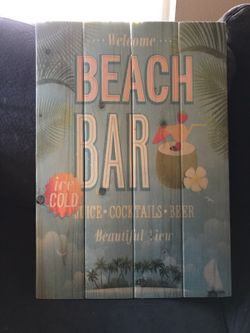 Welcome
BEACH
BAR
ice
COLD
JUICE • COCKTAILS • BEER
Beautiful View